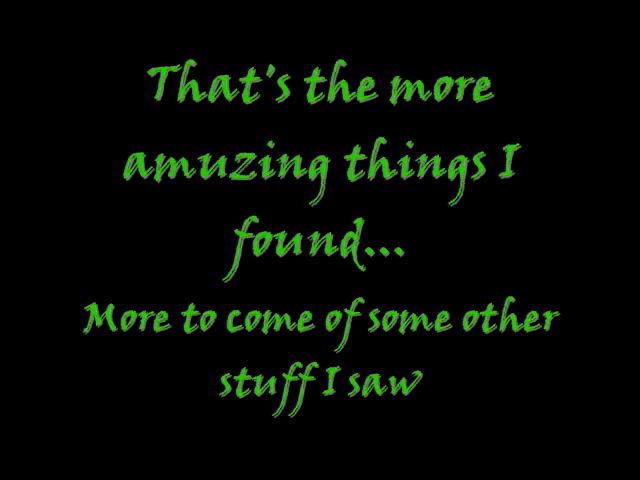 That's the more
amuzing things I
found...
More to come of some other
stuff I saw